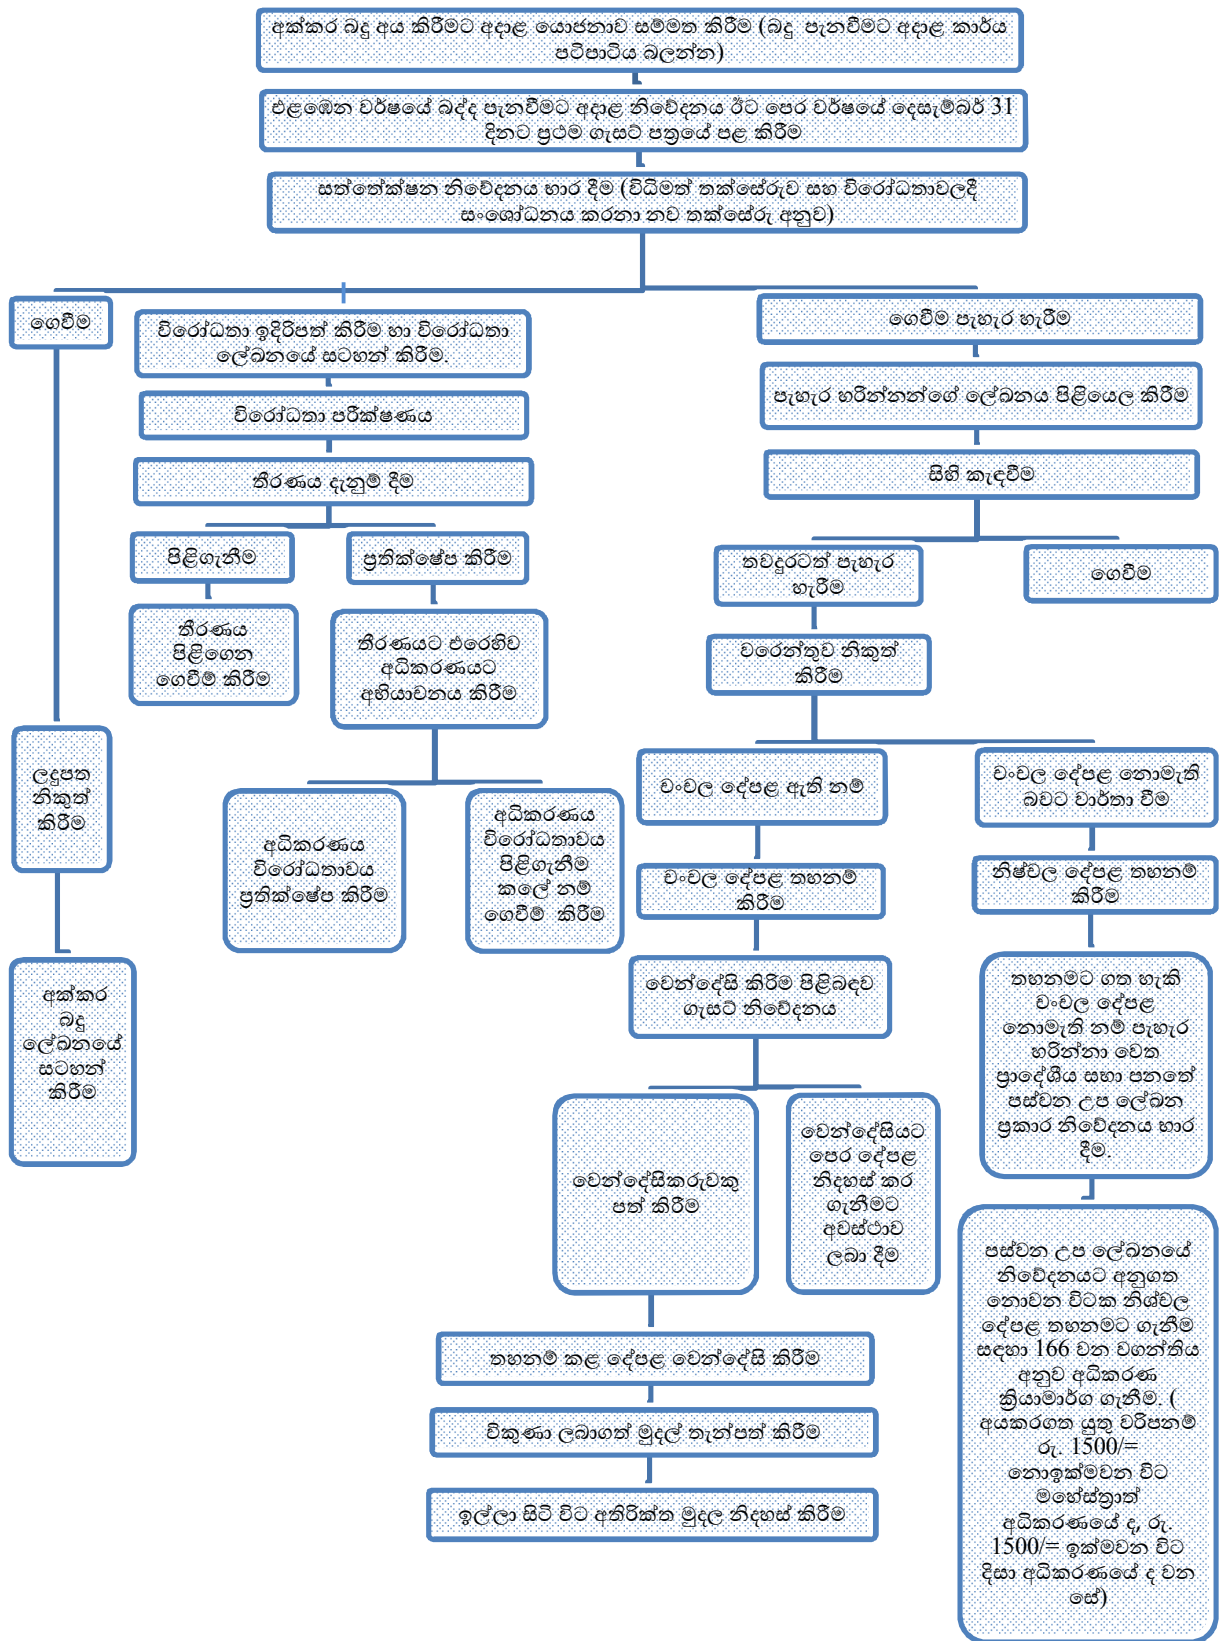 අක්කර බදු අය කිරීමට අදාළ යොජනාව සම්මත කිරීම (බදු පැනවීමට අදාළ කාර්ය
පටිපාටිය බලන්න)
එළඹෙන වර්ෂයේ බද්ද පැනවීමට අදාළ නිවේදනය ඊට පෙර වර්ෂයේ දෙසැම්බර් 31
දිනට ප්‍රථම ගැසට් පත්‍රයේ පළ කිරීම
සත්තේක්ෂන නිවේදනය භාර දීම (විධිමත් තක්සේරුව සහ විරෝධතාවලදී
සංශෝධනය කරනා නව තක්සේරු අනුව)
ගෙවීම
විරෝධතා ඉදිරිපත් කිරීම හා විරෝධතා
ලේඛනයේ සටහන් කිරීම.
විරෝධතා පරීක්ෂණය
තීරණය දැනුම් දීම
පිළිගැනීම
ප්‍රතික්ෂේප කිරීම
තීරණය
පිළිගෙන
ගෙවීම් කිරීම
තීරණයට එරෙහිව
අධිකරණයට
අභියාචනය කිරීම
ලදුපත
නිකුත්
කිරීම
අධිකරණය
විරෝධතාවය
ප්‍රතික්ෂේප කිරීම
අධිකරණය
විරෝධතාවය
පිළිගැනීම
කලේ නම්
ගෙවීම් කිරීම
අක්කර
බදු
ලේඛනයේ
සටහන්
කිරීම
ගෙවීම පැහැර හැරීම
පැහැර හරින්නන්ගේ ලේඛනය පිළියෙල කිරීම
සිහි කැඳවීම
තවදුරටත් පැහැර
හැරීම
ගෙවීම
වරෙන්තුව නිකුත්
කිරීම
චංචල දේපළ ඇති නම්
චංචල දේපළ නොමැති
බවට වාර්තා වීම
චංචල දේපළ තහනම්
කිරීම
නිෂ්චල දේපළ තහනම්
කිරීම
වෙන්දේසි කිරිම පිළිබඳව
ගැසට් නිවේදනය
තහනමට ගත හැකි
චංචල දේපළ
නොමැති නම් පැහැර
හරින්නා වෙත
ප්‍රාදේශීය සභා පනතේ
පස්වන උප ලේඛන
ප්‍රකාර නිවේදනය භාර
දීම.
වෙන්දේසිකරුවකු
පත් කිරීම
වෙන්දේසියට
පෙර දේපළ
නිදහස් කර
ගැනීමට
අවස්ථාව
ලබා දීම
පස්වන උප ලේඛනයේ
නිවේදනයට අනුගත
නොවන විටක නිශ්චල
දේපළ තහනමට ගැනීම
සඳහා 166 වන වගන්තිය
අනුව අධිකරණ
ක්‍රියාමාර්ග ගැනීම. (
අයකරගත යුතු වරිපනම්
රු. 1500/=
නොඉක්මවන විට
මහේස්ත්‍රාත්
අධිකරණයේ ද, රු.
1500/= ඉක්මවන විට
දිසා අධිකරණයේ ද වන
සේ)
තහනම් කළ දේපළ වෙන්දේසි කිරීම
විකුණා ලබාගත් මුදල් තැන්පත් කිරීම
ඉල්ලා සිටි විට අතිරික්ත මුදල නිදහස් කිරීම